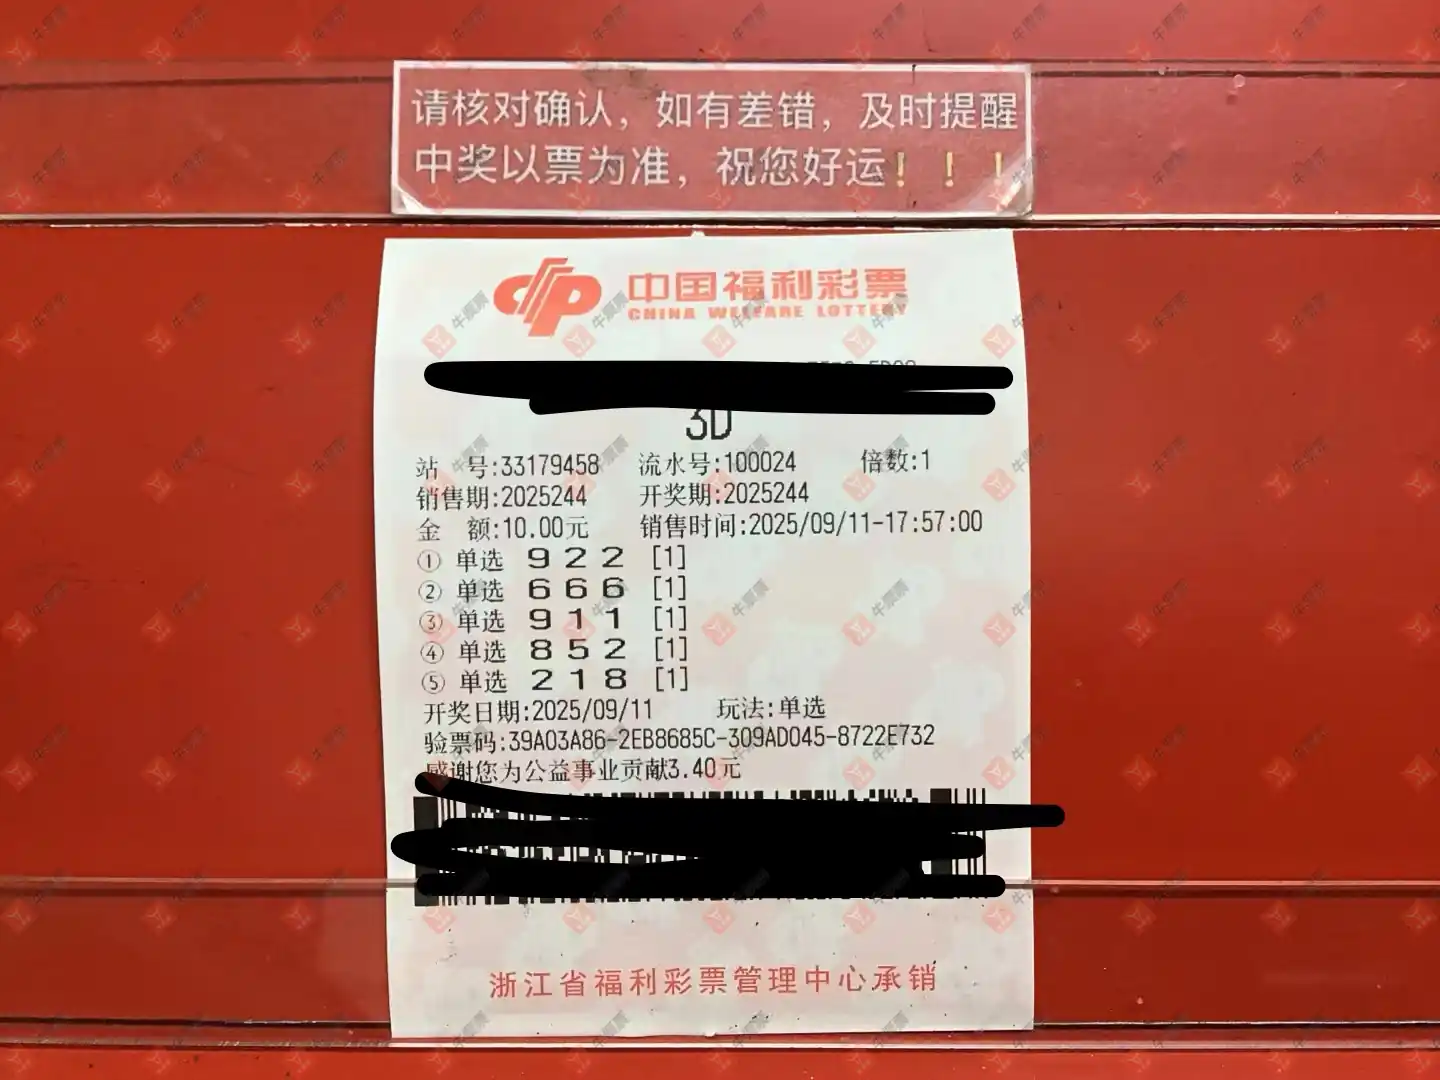 请核对确认，如有差错，及时提醒
中奖以票为准，祝您好运！！！
中国福利彩票
CHINA WELFARE LOTTERY
3D
站 号:33179458 流水号:100024 倍数:1
销售期:2025244 开奖期:2025244
金 额:10.00元 销售时间:2025/09/11-17:57:00
① 单选 9 2 2 [1]
② 单选 6 6 6 [1]
③ 单选 9 1 1 [1]
④ 单选 8 5 2 [1]
⑤ 单选 2 1 8 [1]
开奖日期:2025/09/11 玩法:单选
验票码:39A03A86-2EB8685C-309AD045-8722E732
感谢您为公益事业贡献3.40元
浙江省福利彩票管理中心承销
牛票票